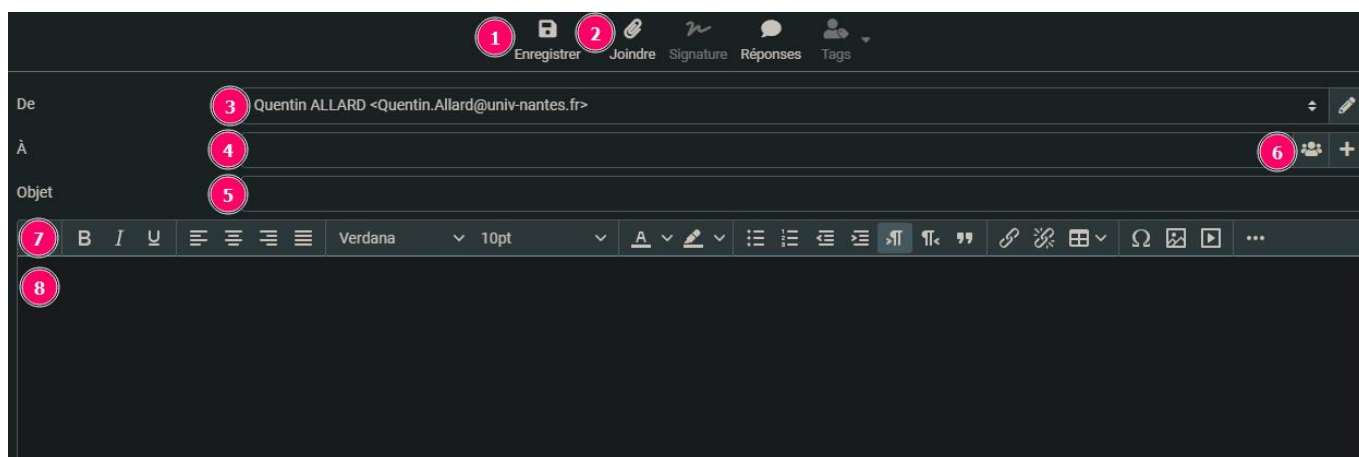 1 Enregistrer 2 Joindre Signature Réponses Tags
De 3 Quentin ALLARD <Quentin.Allard@univ-nantes.fr>
À 4 6
Objet 5
7 B I U Verdana 10pt A Ω
8